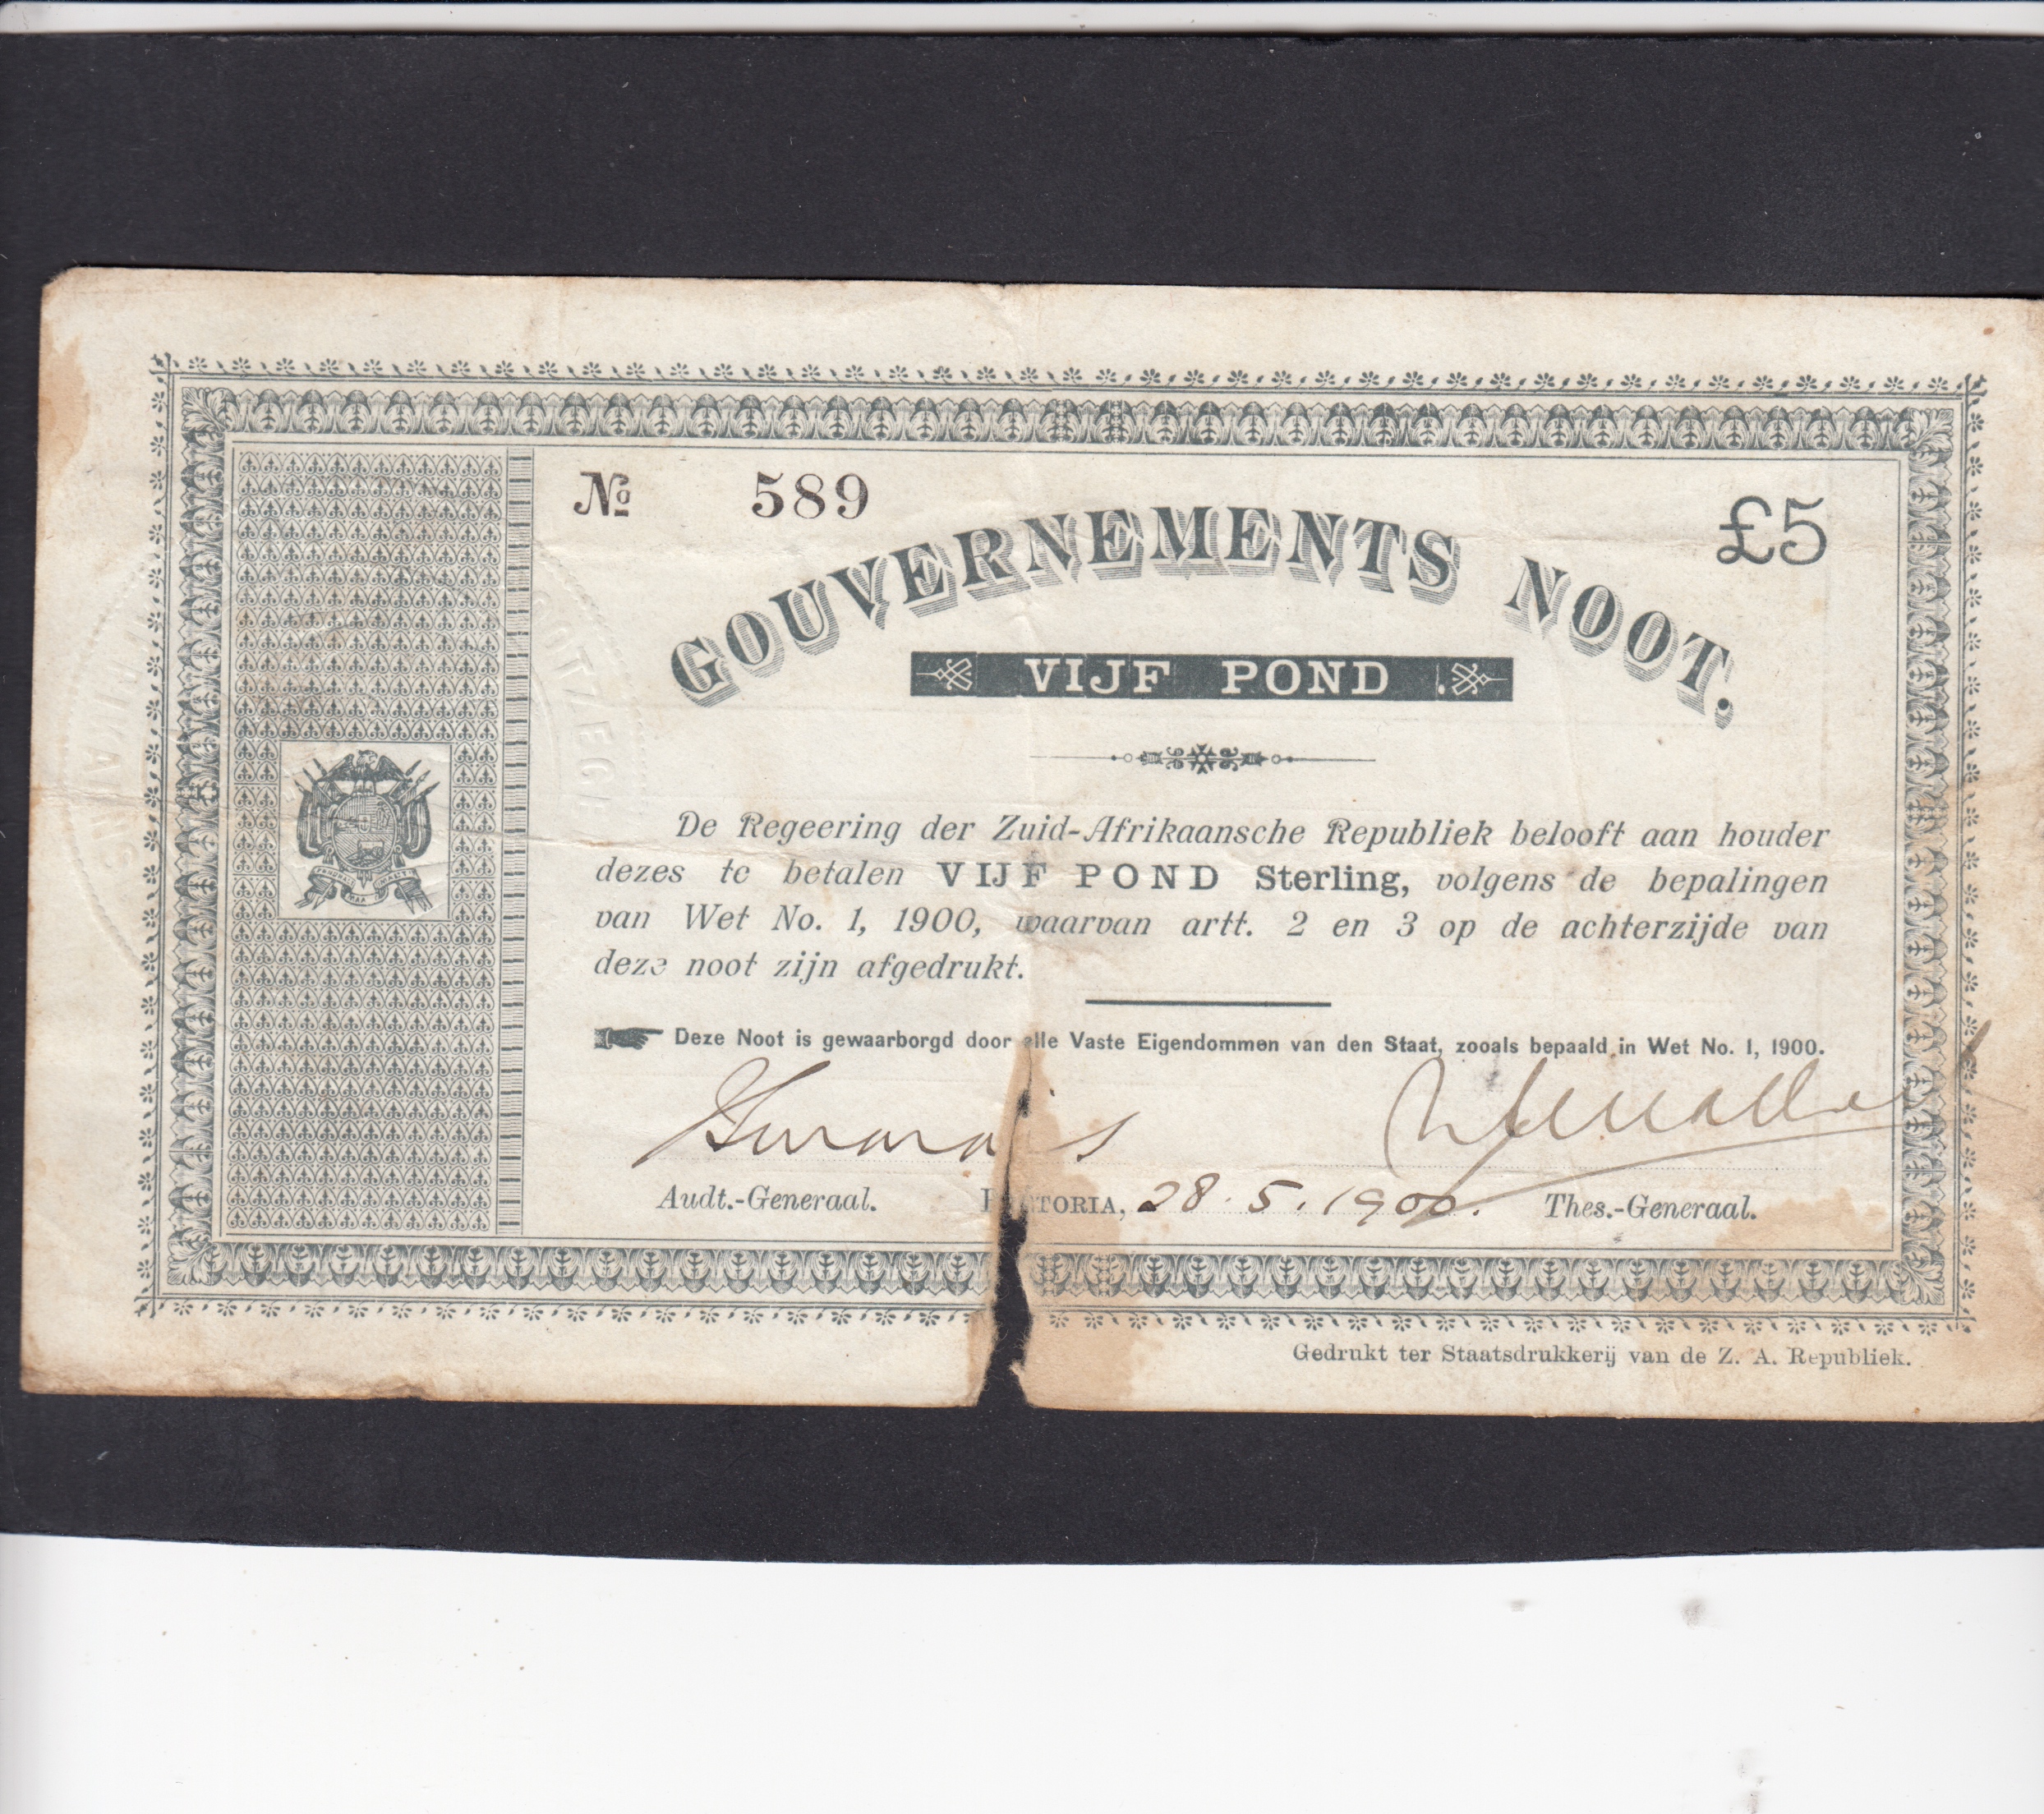 № 589
£5
GOUVERNEMENTS NOOT.
VIJF POND
De Regeering der Zuid-Afrikaansche Republiek belooft aan houder
dezes te betalen VIJF POND Sterling, volgens de bepalingen
van Wet No. 1, 1900, waarvan artt. 2 en 3 op de achterzijde van
deze noot zijn afgedrukt.
Deze Noot is gewaarborgd door alle Vaste Eigendommen van den Staat, zooals bepaald in Wet No. 1, 1900.
Audt.-Generaal. PRETORIA, 28.5.1900. Thes.-Generaal.
Gedrukt ter Staatsdrukkerij van de Z. A. Republiek.